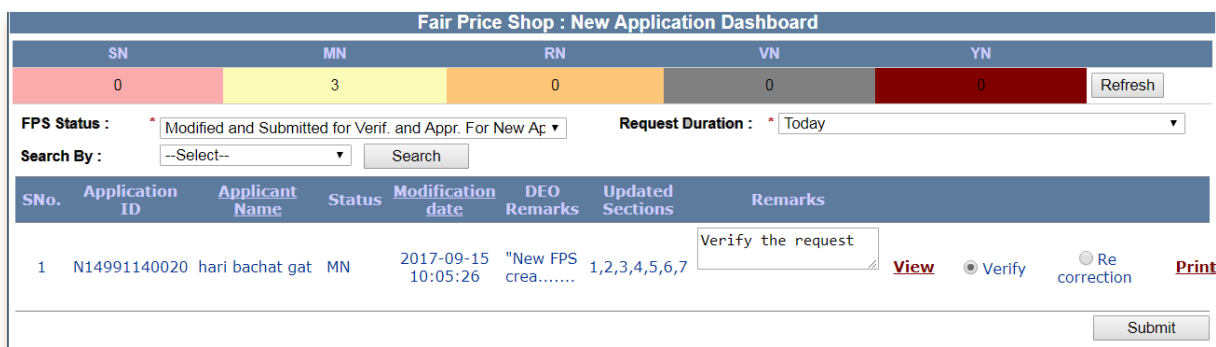 Fair Price Shop : New Application Dashboard
SN MN RN VN YN
0 3 0 0 0 Refresh
FPS Status : * Modified and Submitted for Verif. and Appr. For New Ap Request Duration : * Today
Search By : --Select-- Search
SNo. Application ID Applicant Name Status Modification date DEO Remarks Updated Sections Remarks
1 N14991140020 hari bachat gat MN 2017-09-15 10:05:26 "New FPS crea....... 1,2,3,4,5,6,7 Verify the request View Verify Re correction Print
Submit